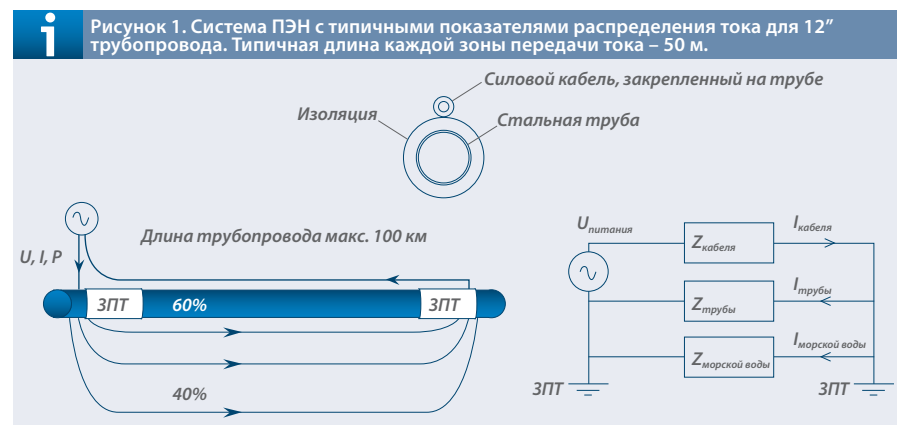 i
Рисунок 1. Система ПЭН с типичными показателями распределения тока для 12”
трубопровода. Типичная длина каждой зоны передачи тока – 50 м.
Силовой кабель, закрепленный на трубе
Изоляция
Стальная труба
Длина трубопровода макс. 100 км
U, I, P
ЗПТ
60%
ЗПТ
40%
Uпитания
Zкабеля
Iкабеля
Zтрубы
Iтрубы
Zморской воды
Iморской воды
ЗПТ
ЗПТ